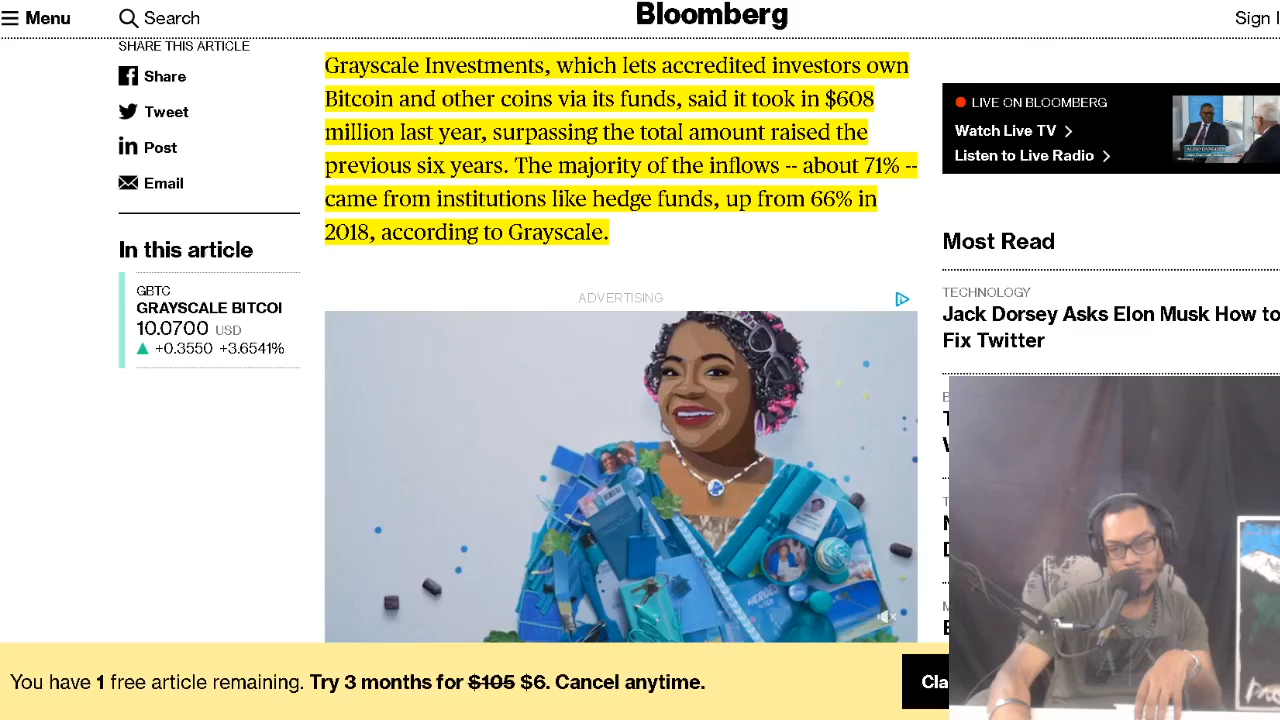 Menu
Search
Bloomberg
Sign I
SHARE THIS ARTICLE
Share
Tweet
Post
Email
In this article
GBTC
GRAYSCALE BITCOI
10.0700 USD
+0.3550 +3.6541%
Grayscale Investments, which lets accredited investors own
Bitcoin and other coins via its funds, said it took in $608
million last year, surpassing the total amount raised the
previous six years. The majority of the inflows -- about 71% --
came from institutions like hedge funds, up from 66% in
2018, according to Grayscale.
ADVERTISING
LIVE ON BLOOMBERG
Watch Live TV
Listen to Live Radio
Most Read
TECHNOLOGY
Jack Dorsey Asks Elon Musk How to
Fix Twitter
You have 1 free article remaining. Try 3 months for $105 $6. Cancel anytime.
Cla